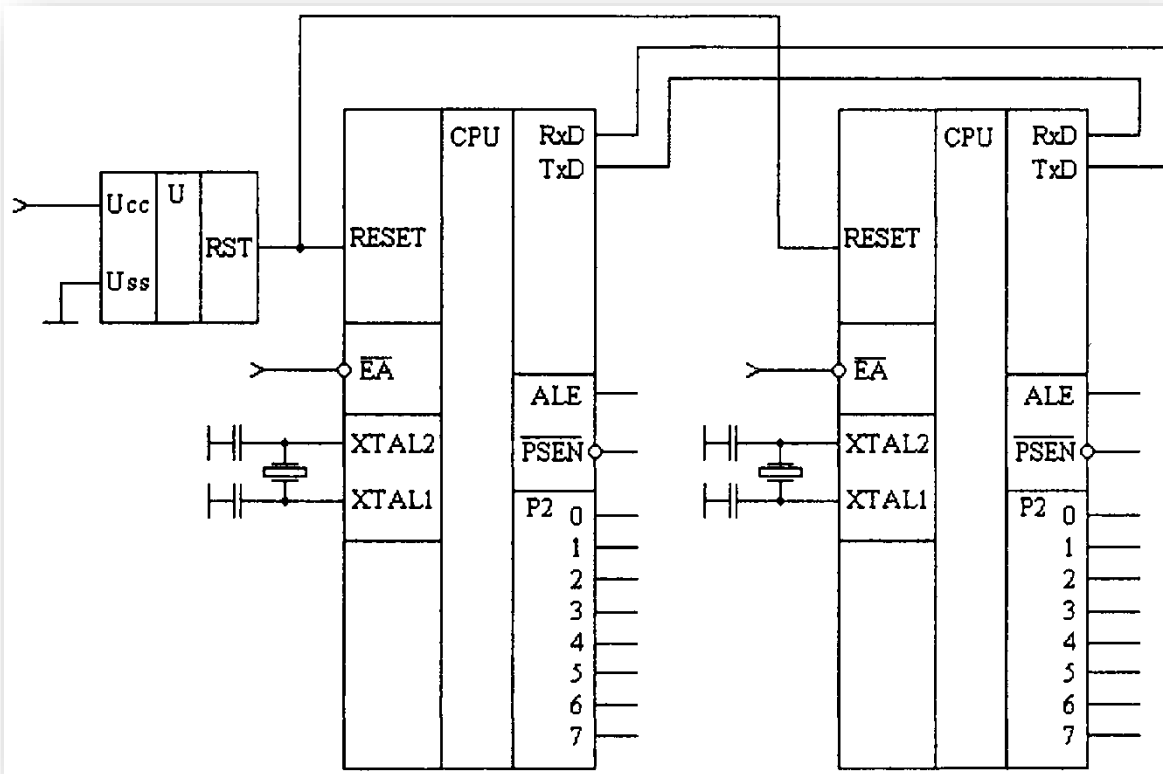 Ucc
U
RST
Uss
CPU
RxD
TxD
RESET
EA
ALE
XTAL2
PSEN
XTAL1
P2
0
1
2
3
4
5
6
7
CPU
RxD
TxD
RESET
EA
ALE
XTAL2
PSEN
XTAL1
P2
0
1
2
3
4
5
6
7